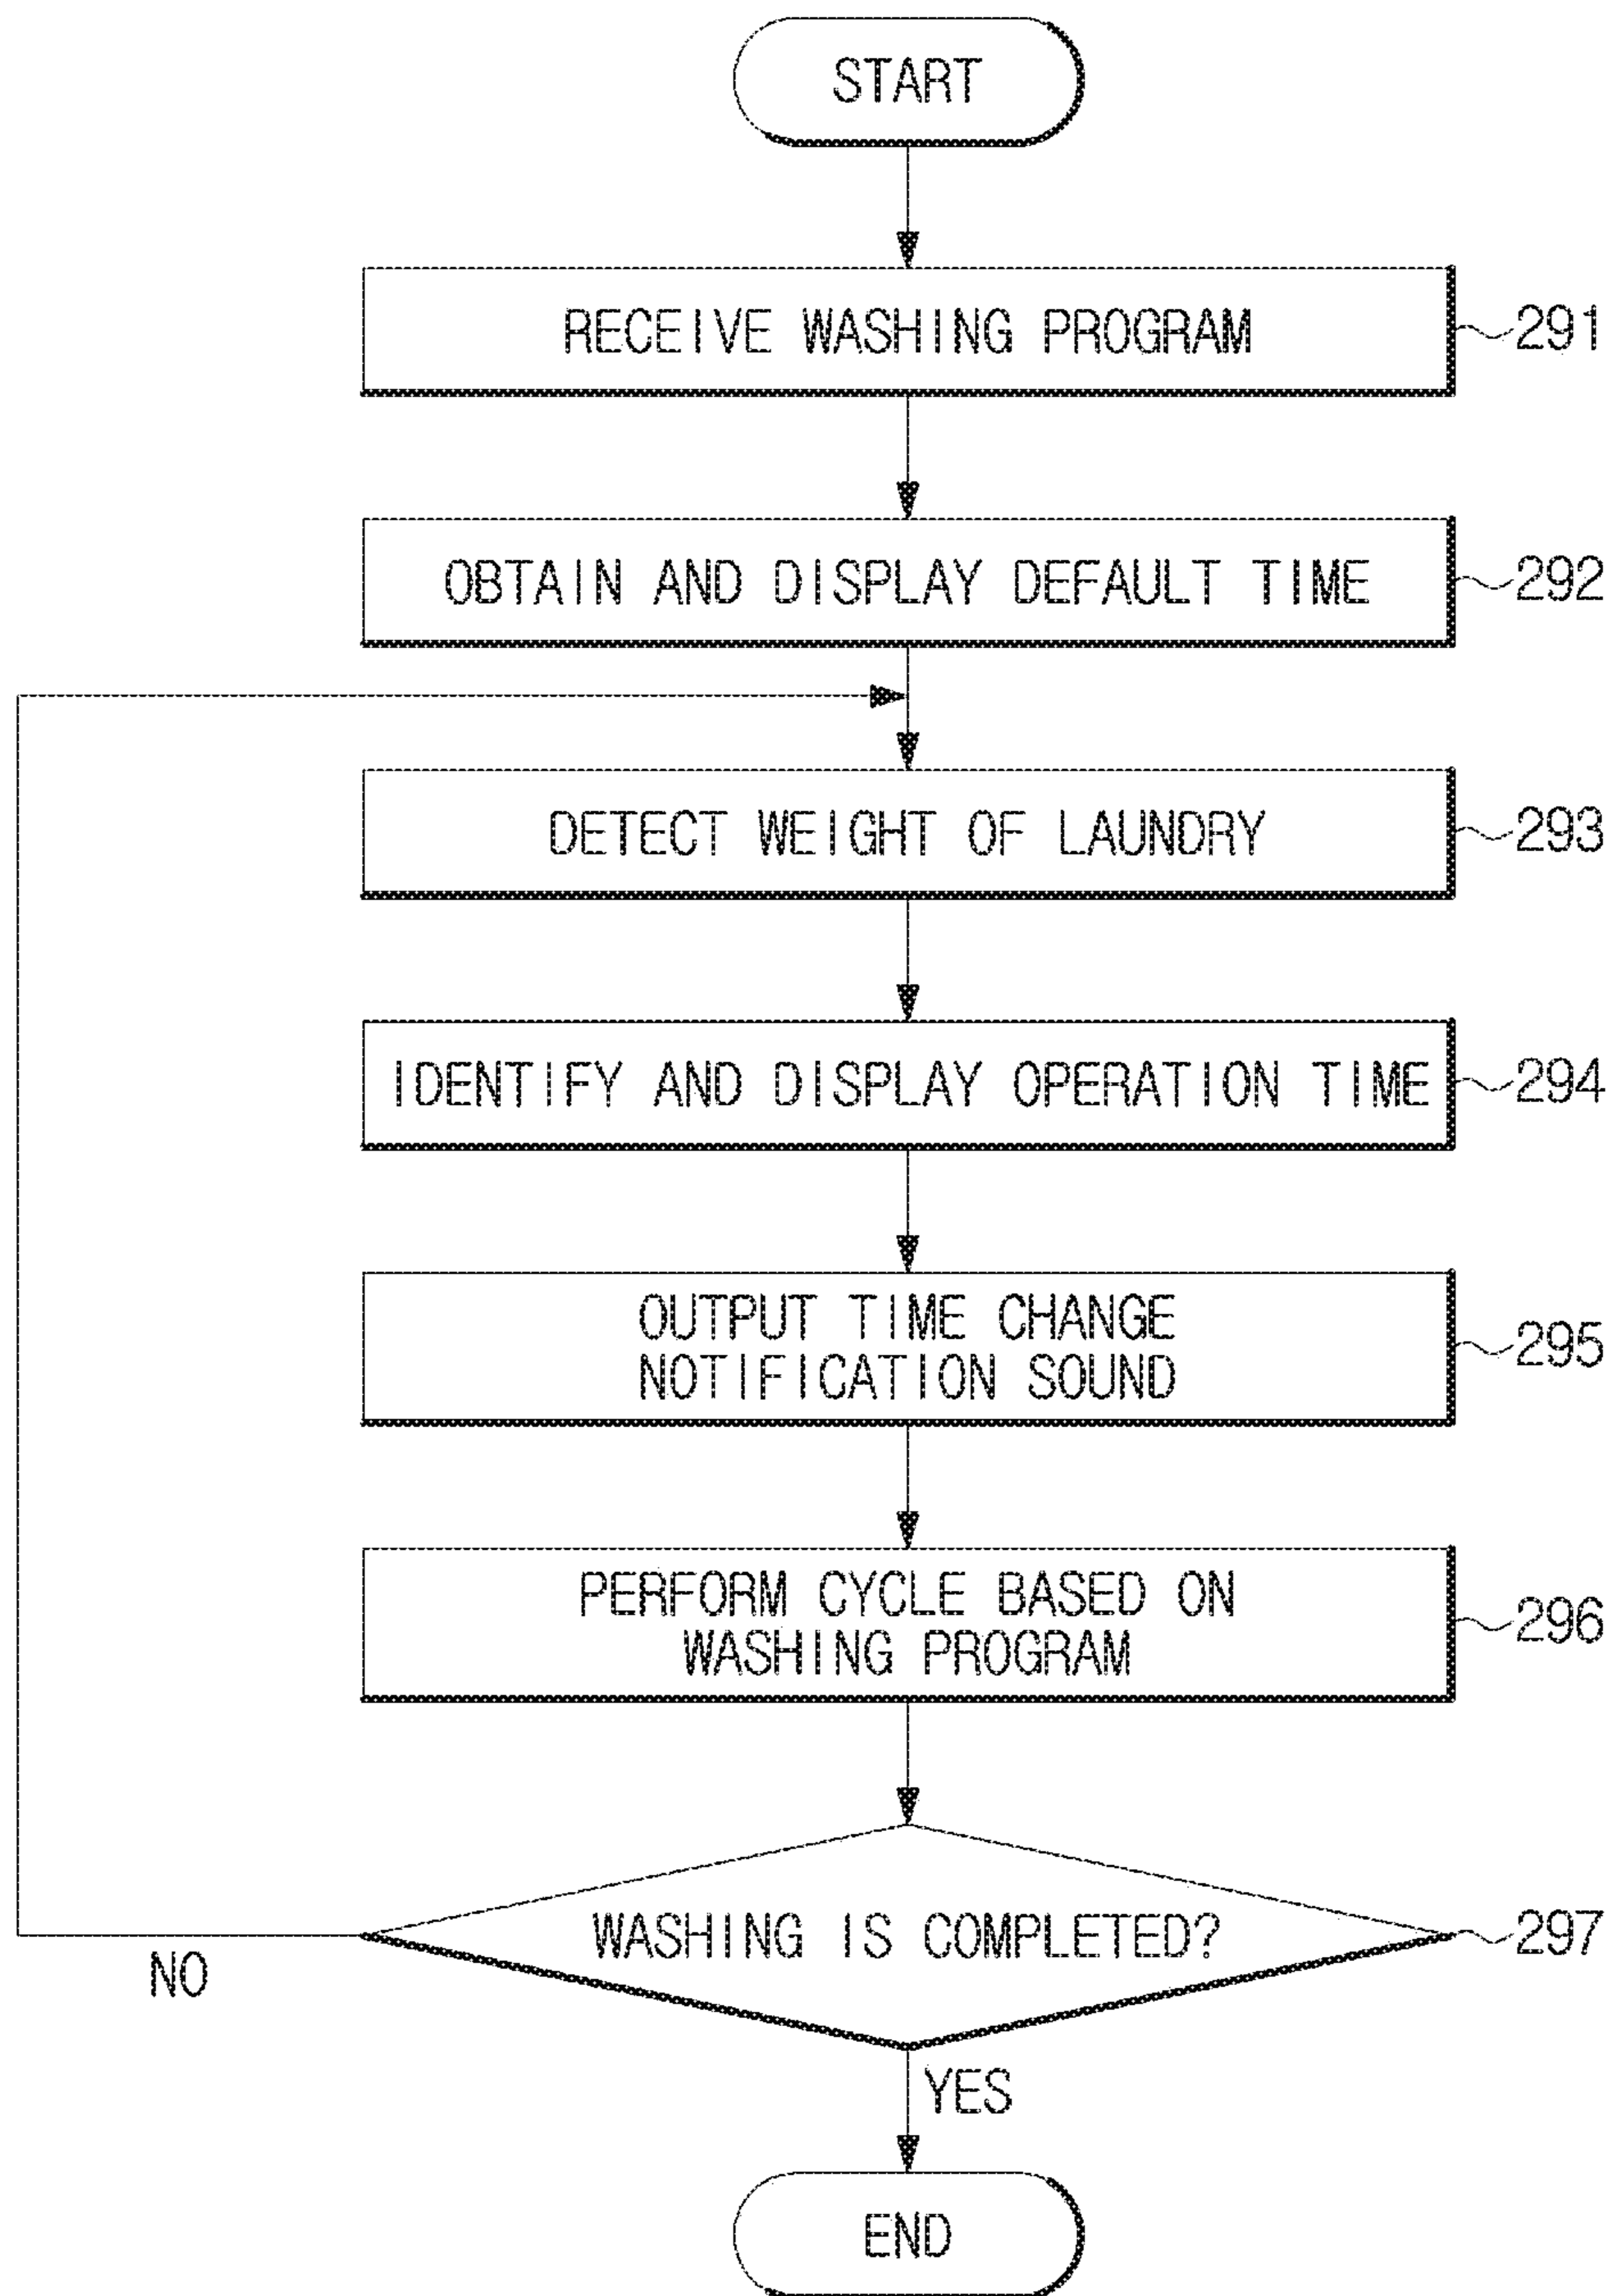 START
RECEIVE WASHING PROGRAM
291
OBTAIN AND DISPLAY DEFAULT TIME
292
DETECT WEIGHT OF LAUNDRY
293
IDENTIFY AND DISPLAY OPERATION TIME
294
OUTPUT TIME CHANGE
NOTIFICATION SOUND
295
PERFORM CYCLE BASED ON
WASHING PROGRAM
296
WASHING IS COMPLETED?
297
NO
YES
END